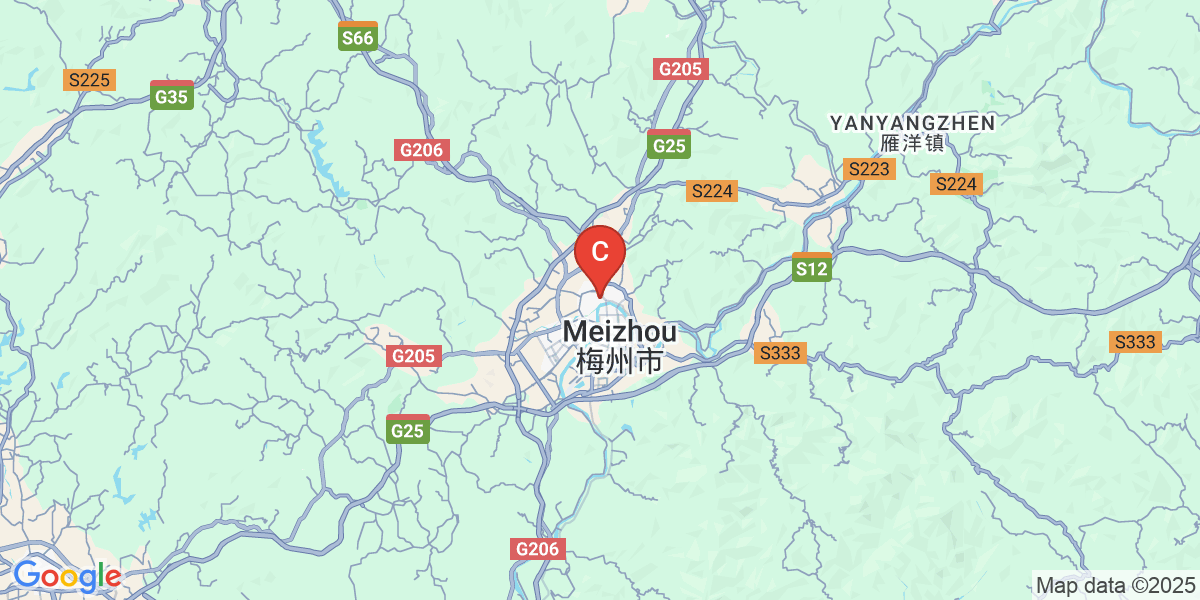 S66
G205
S225
G35
YANYANGZHEN
雁洋镇
G25
G206
S223
S224
S224
C
S12
Meizhou
梅州市
S333
G205
S333
G25
G206
Google
Map data ©2025